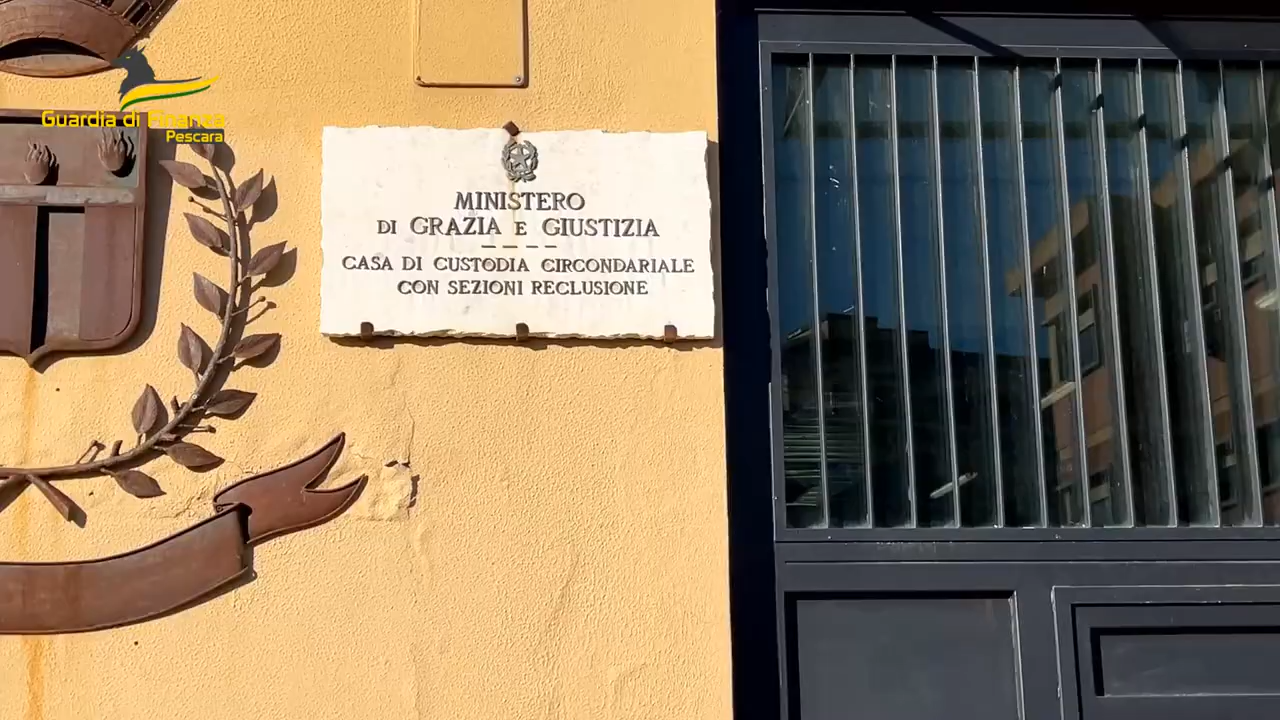 Guardia di Finanza
Pescara
MINISTERO
DI GRAZIA E GIUSTIZIA
CASA DI CUSTODIA CIRCONDARIALE
CON SEZIONI RECLUSIONE